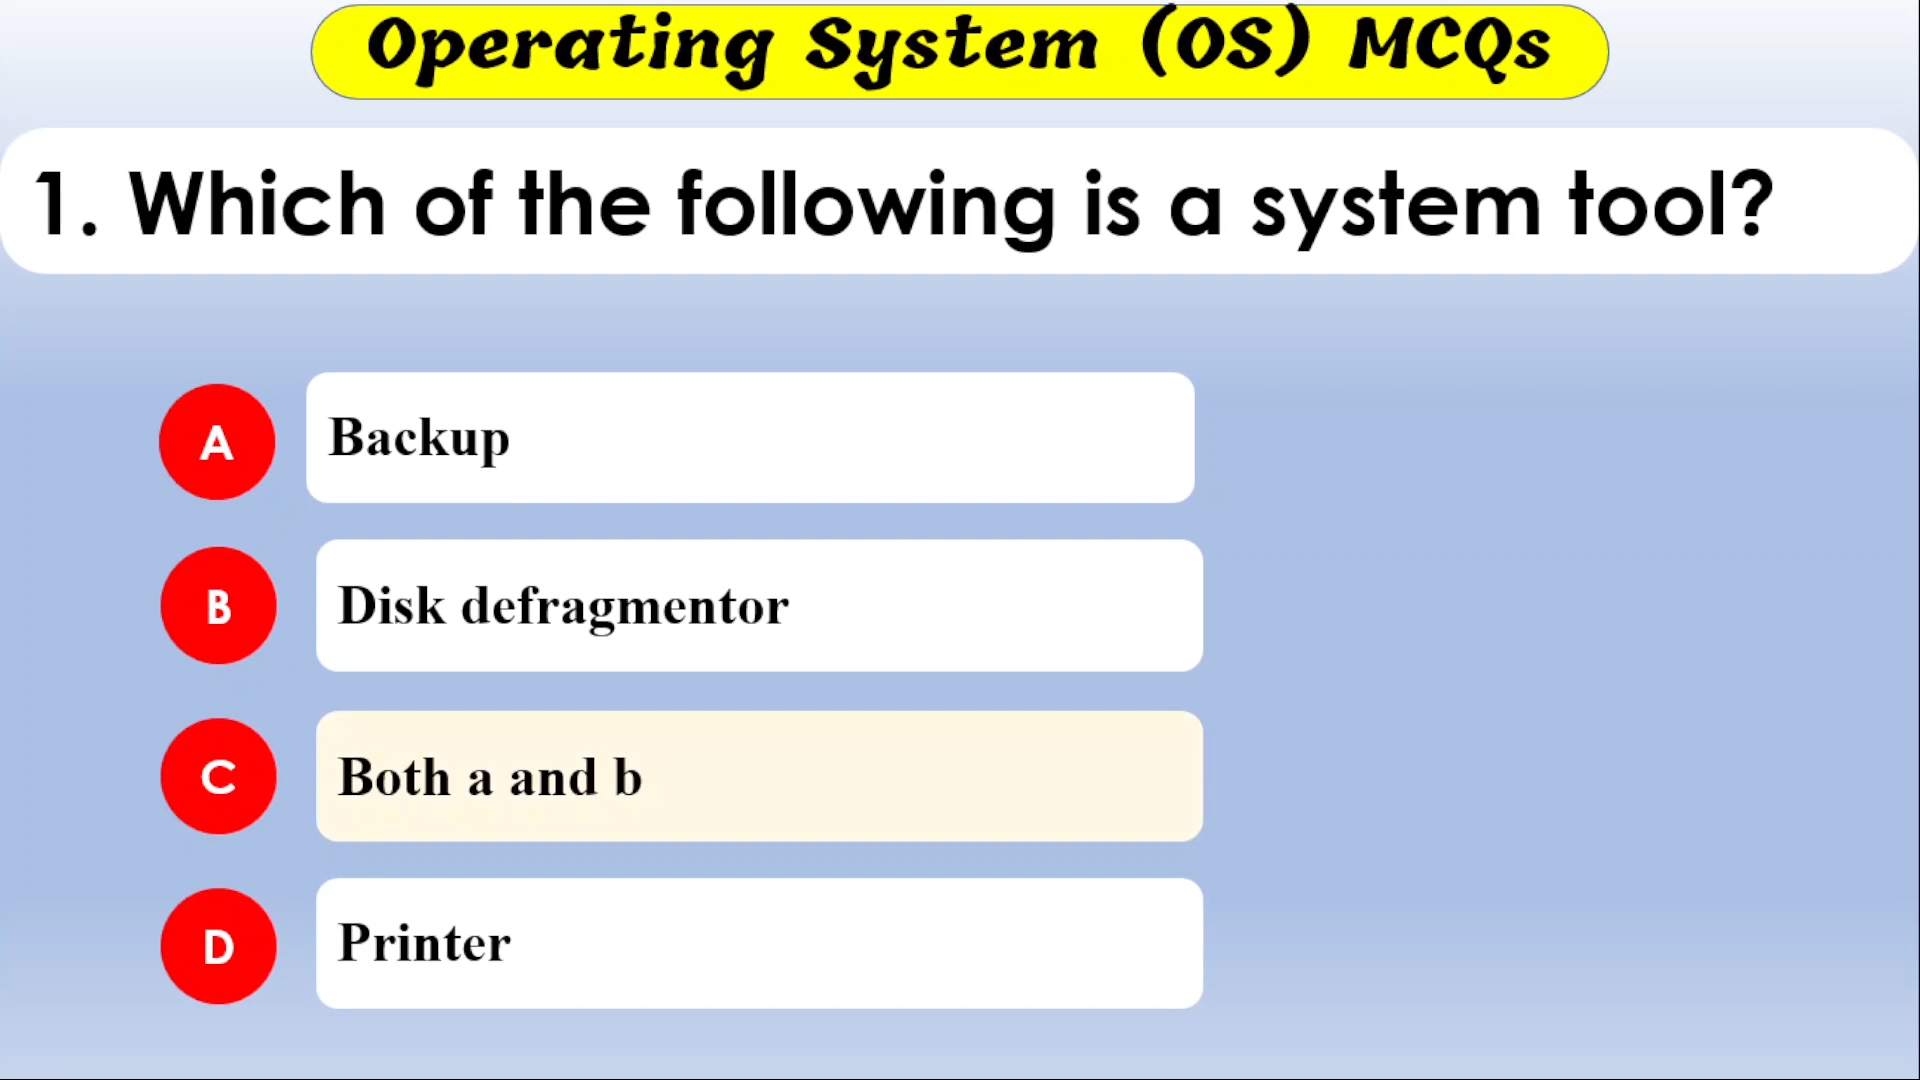 Operating System (OS) MCQs
1. Which of the following is a system tool?
A Backup
B Disk defragmentor
C Both a and b
D Printer